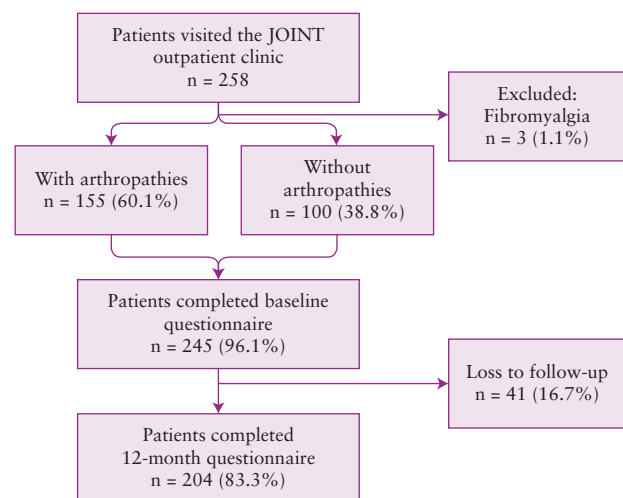 Patients visited the JOINT
outpatient clinic
n = 258
Excluded:
Fibromyalgia
n = 3 (1.1%)
With arthropathies
n = 155 (60.1%)
Without
arthropathies
n = 100 (38.8%)
Patients completed baseline
questionnaire
n = 245 (96.1%)
Loss to follow-up
n = 41 (16.7%)
Patients completed
12-month questionnaire
n = 204 (83.3%)